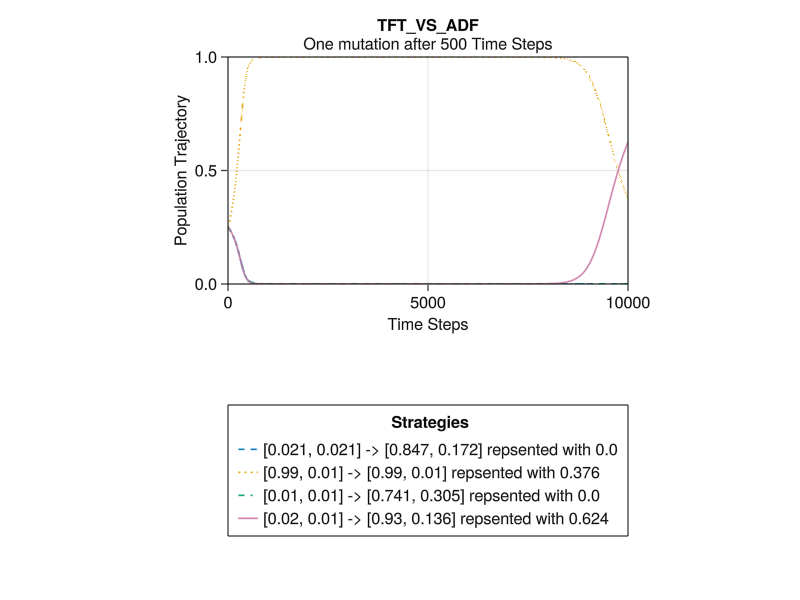 TFT_VS_ADF
One mutation after 500 Time Steps
1.0
0.5
0.0
Population Trajectory
0 5000 10000
Time Steps
Strategies
[0.021, 0.021] -> [0.847, 0.172] repsented with 0.0
[0.99, 0.01] -> [0.99, 0.01] repsented with 0.376
[0.01, 0.01] -> [0.741, 0.305] repsented with 0.0
[0.02, 0.01] -> [0.93, 0.136] repsented with 0.624